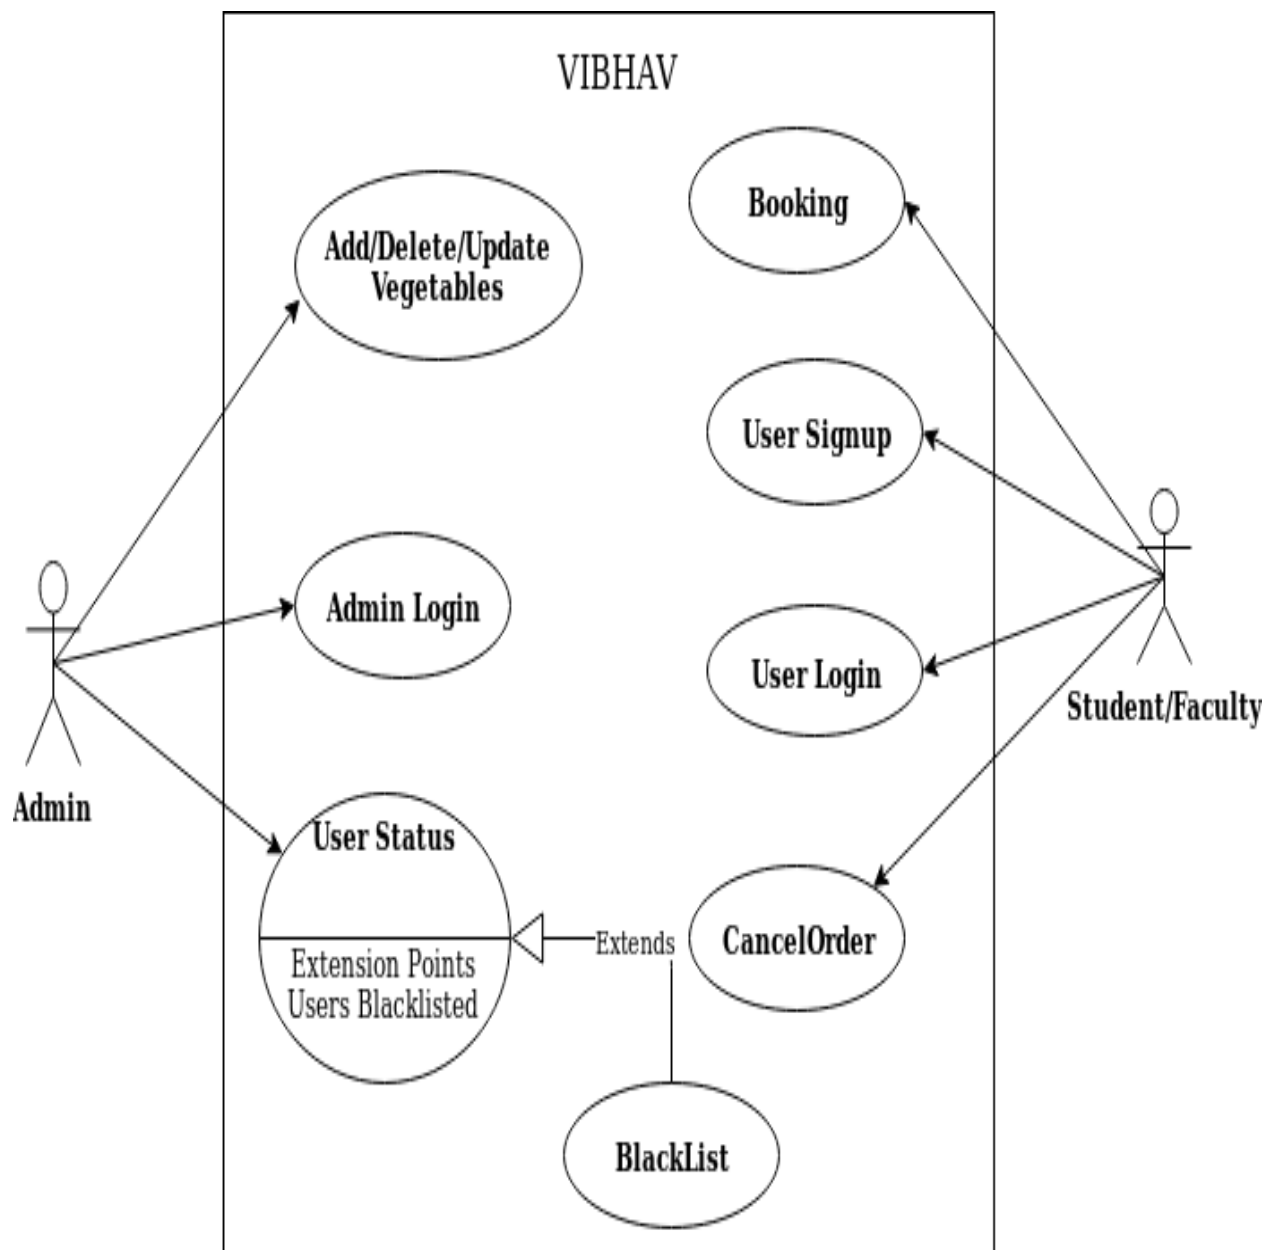 VIBHAV
Booking
Add/Delete/Update
Vegetables
User Signup
Admin Login
User Login
Student/Faculty
Admin
User Status
Extension Points
Users Blacklisted
Extends
CancelOrder
BlackList